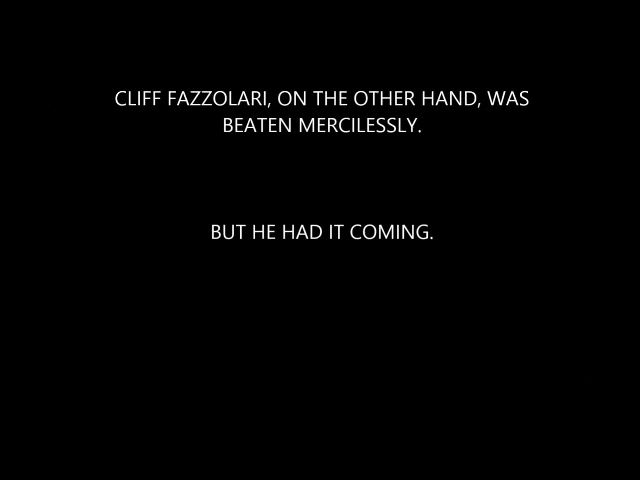 CLIFF FAZZOLARI, ON THE OTHER HAND, WAS
BEATEN MERCILESSLY.
BUT HE HAD IT COMING.